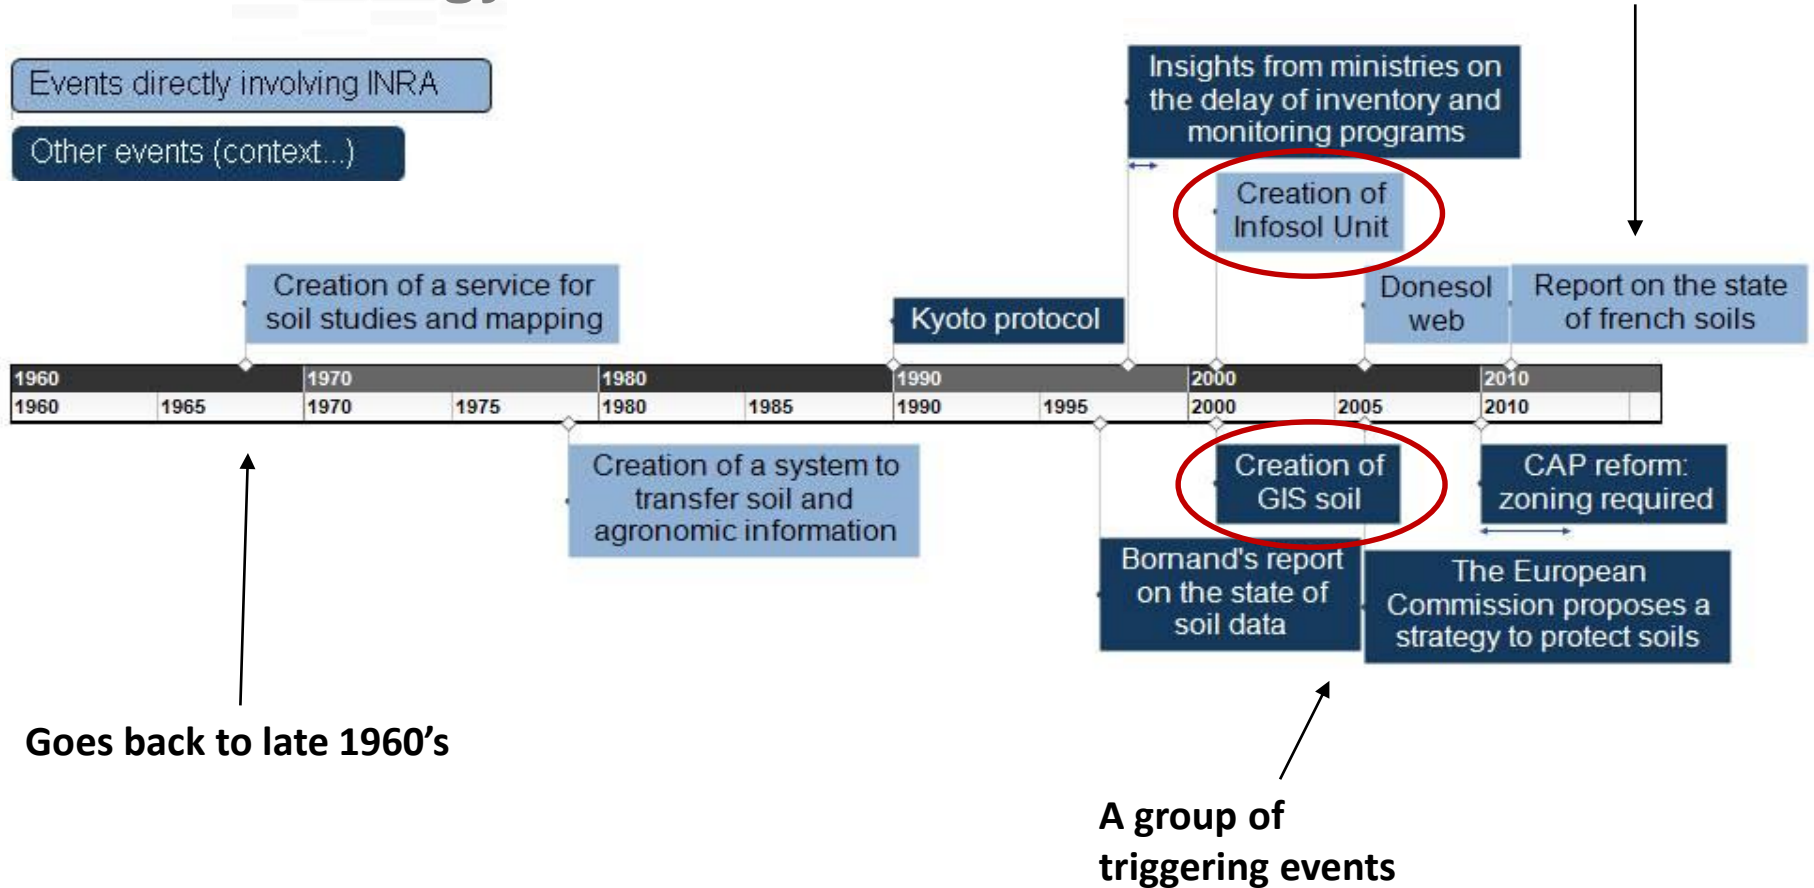 Events directly involving INRA
Other events (context...)
Insights from ministries on
the delay of inventory and
monitoring programs
Creation of
Infosol Unit
Creation of a service for
soil studies and mapping
Kyoto protocol
Donesol
web
Report on the state
of french soils
1960 1970 1980 1990 2000 2010
1960 1965 1970 1975 1980 1985 1990 1995 2000 2005 2010
Creation of a system to
transfer soil and
agronomic information
Creation of
GIS soil
CAP reform:
zoning required
Bornand's report
on the state of
soil data
The European
Commission proposes a
strategy to protect soils
Goes back to late 1960’s
A group of
triggering events